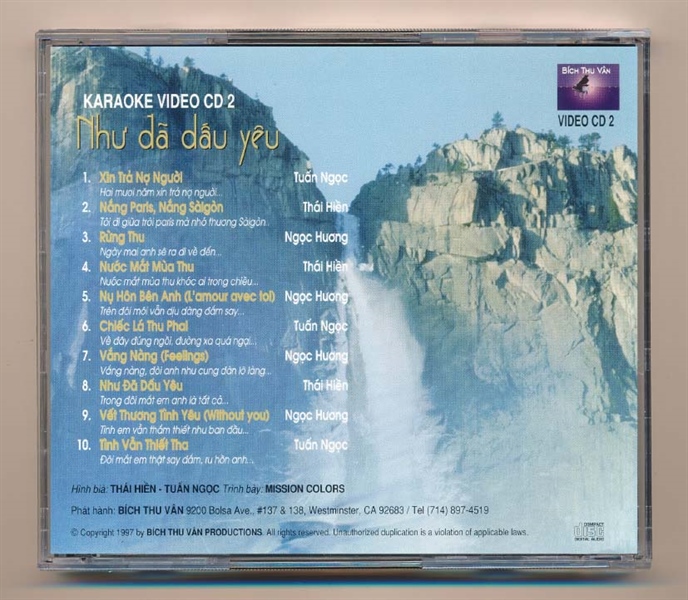 BÍCH THU VÂN
VIDEO CD 2
KARAOKE VIDEO CD 2
Như đã dấu yêu
1. Xin Trả Nợ Người Tuấn Ngọc
Hai mươi năm xin trả nợ người...
2. Nắng Paris, Nắng Sàigòn Thái Hiền
Tôi đi giữa trời paris mà nhớ thương Sàigòn
3. Rừng Thu Ngọc Hương
Ngày mai anh sẽ ra đi về đến...
4. Nước Mắt Mùa Thu Thái Hiền
Nước mắt mùa thu khóc ai trong chiều...
5. Nụ Hôn Bên Anh (L'amour avec toi) Ngọc Hương
Trên đôi môi vẫn dịu dàng đắm say...
6. Chiếc Lá Thu Phai Tuấn Ngọc
Về đây đứng ngồi, đường xa quá ngại...
7. Vắng Nàng (Feelings) Ngọc Hương
Vắng nàng, đời anh như cung đàn lỡ làng...
8. Như Đã Dấu Yêu Thái Hiền
Trong đôi mắt em anh là tất cả...
9. Vết Thương Tình Yêu (Without you) Ngọc Hương
Tình em vẫn thắm thiết như ban đầu...
10. Tình Vẫn Thiết Tha Tuấn Ngọc
Đôi mắt em thật say đắm, ru hồn anh...
Hình bìa: THÁI HIỀN - TUẤN NGỌC Trình bày: MISSION COLORS
Phát hành: BÍCH THU VÂN 9200 Bolsa Ave., #137 & 138, Westminster, CA 92683 / Tel (714) 897-4519
© Copyright 1997 by BÍCH THU VÂN PRODUCTIONS. All rights reserved. Unauthorized duplication is a violation of applicable laws.
COMPACT
disc
DIGITAL AUDIO